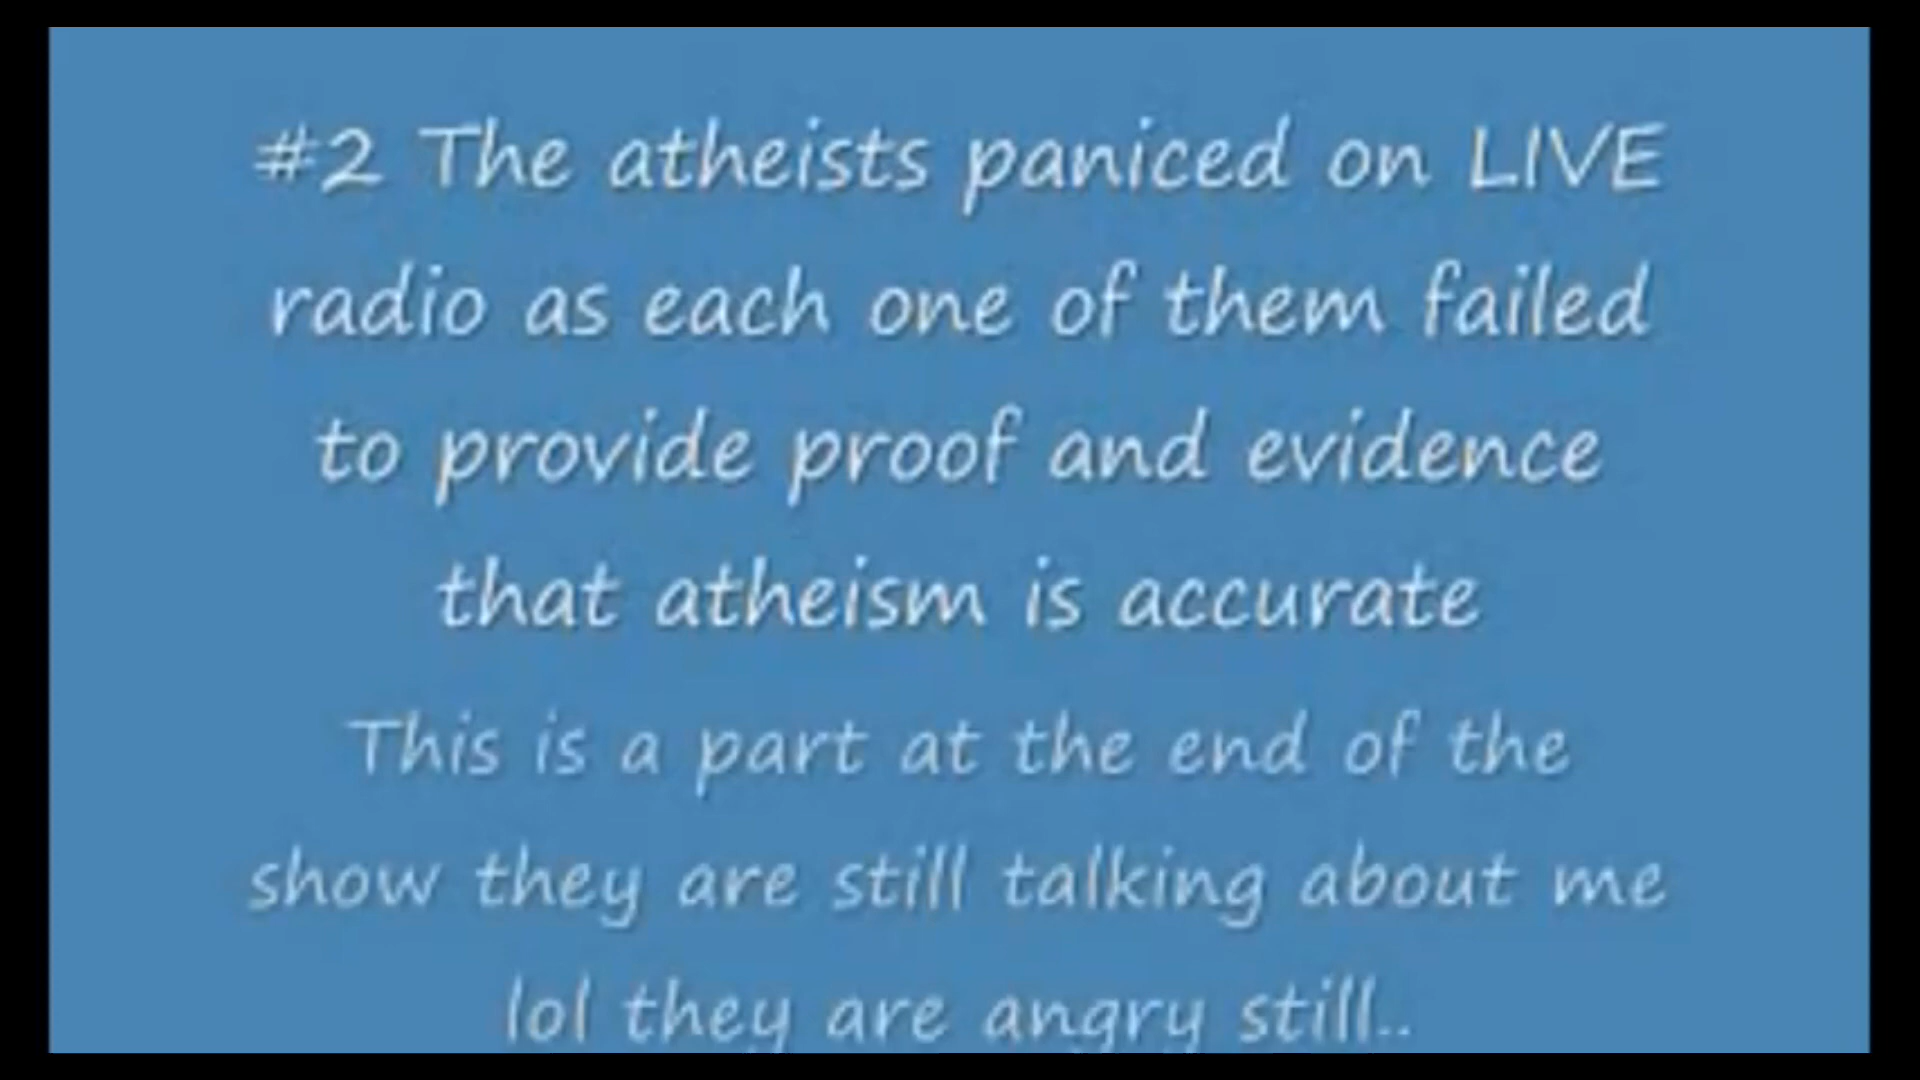 #2 The atheists paniced on LIVE
radio as each one of them failed
to provide proof and evidence
that atheism is accurate
This is a part at the end of the
show they are still talking about me
lol they are angry still..